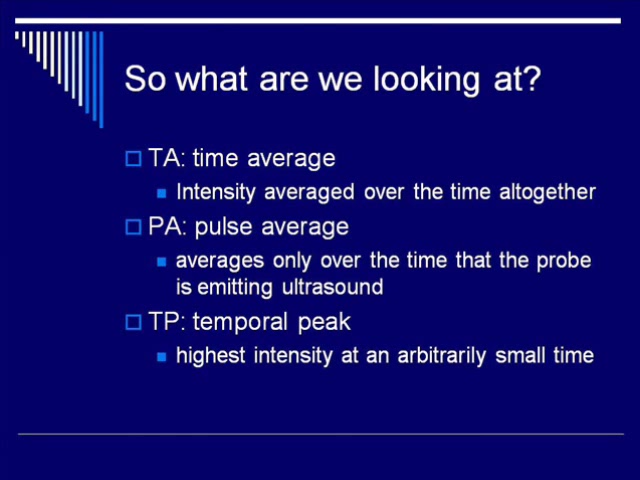 So what are we looking at?
TA: time average
Intensity averaged over the time altogether
PA: pulse average
averages only over the time that the probe
is emitting ultrasound
TP: temporal peak
highest intensity at an arbitrarily small time